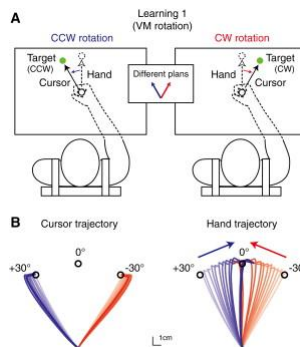 A
Learning 1
(VM rotation)
CCW rotation
CW rotation
Target
(CCW)
Hand
Cursor
Different plans
Target
(CW)
Hand
Cursor
B
Cursor trajectory
Hand trajectory
+30°
0°
-30°
+30°
0°
-30°
1cm